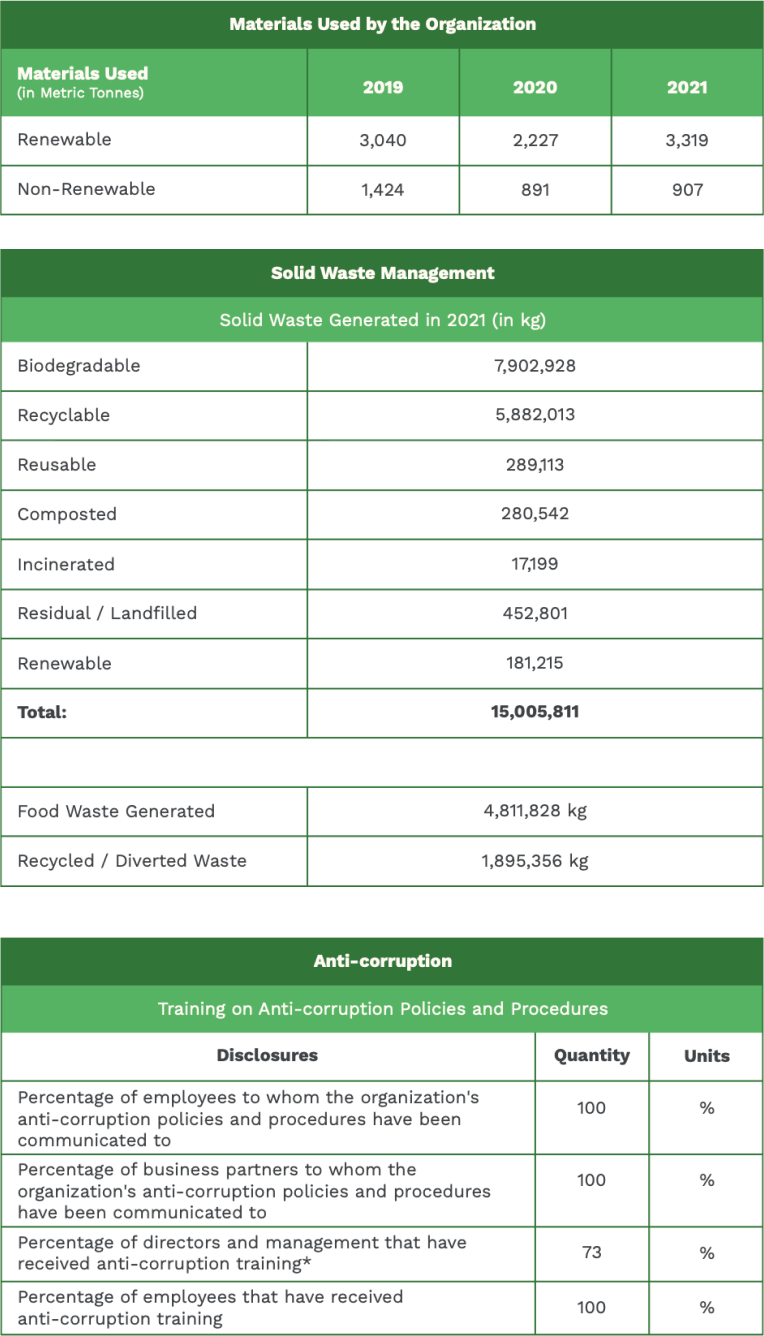 Materials Used by the Organization
Materials Used
(in Metric Tonnes) 2019 2020 2021
Renewable 3,040 2,227 3,319
Non-Renewable 1,424 891 907
Solid Waste Management
Solid Waste Generated in 2021 (in kg)
Biodegradable 7,902,928
Recyclable 5,882,013
Reusable 289,113
Composted 280,542
Incinerated 17,199
Residual / Landfilled 452,801
Renewable 181,215
Total: 15,005,811
Food Waste Generated 4,811,828 kg
Recycled / Diverted Waste 1,895,356 kg
Anti-corruption
Training on Anti-corruption Policies and Procedures
Disclosures Quantity Units
Percentage of employees to whom the organization's
anti-corruption policies and procedures have been
communicated to
100 %
Percentage of business partners to whom the
organization's anti-corruption policies and procedures
have been communicated to
100 %
Percentage of directors and management that have
received anti-corruption training*
73 %
Percentage of employees that have received
anti-corruption training
100 %